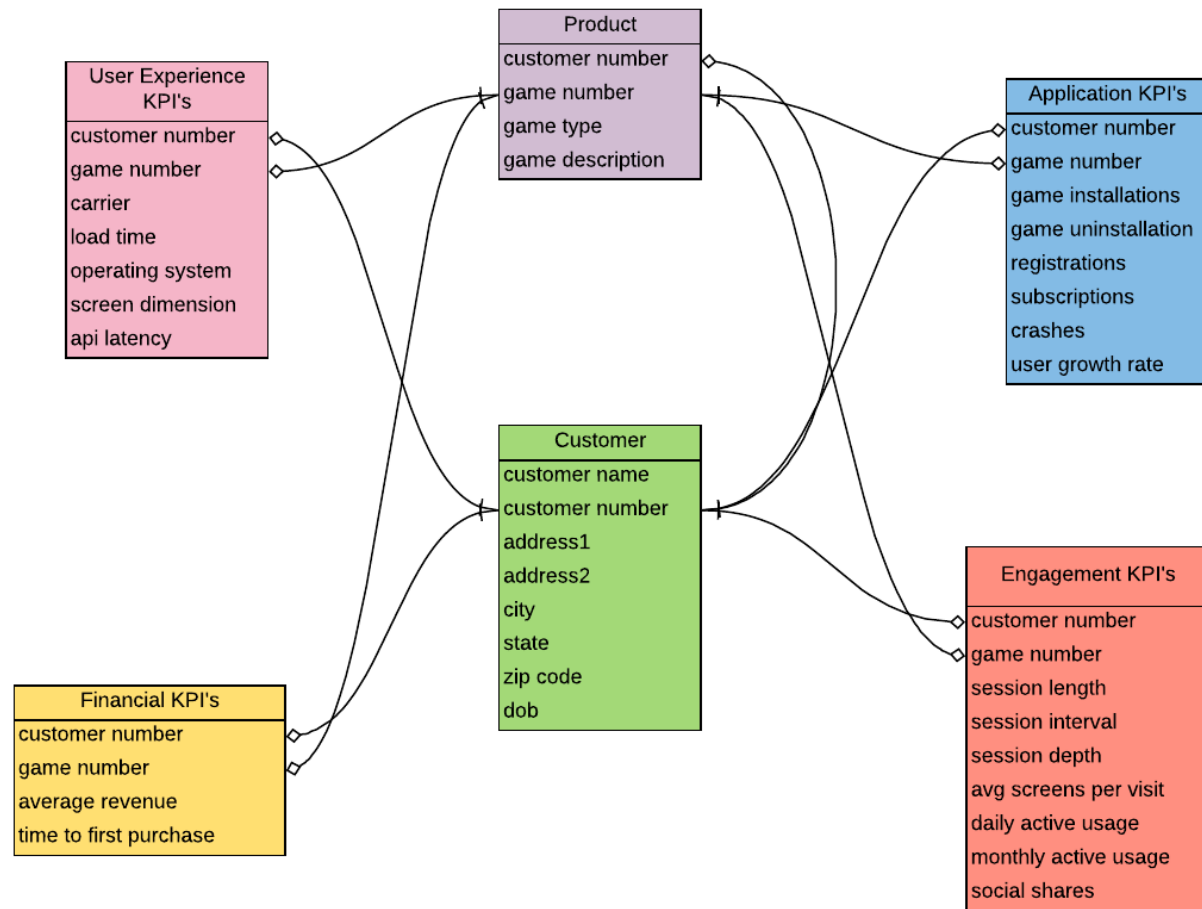 Product
customer number
game number
game type
game description
User Experience
KPI's
customer number
game number
carrier
load time
operating system
screen dimension
api latency
Application KPI's
customer number
game number
game installations
game uninstallation
registrations
subscriptions
crashes
user growth rate
Customer
customer name
customer number
address1
address2
city
state
zip code
dob
Engagement KPI's
customer number
game number
session length
session interval
session depth
avg screens per visit
daily active usage
monthly active usage
social shares
Financial KPI's
customer number
game number
average revenue
time to first purchase